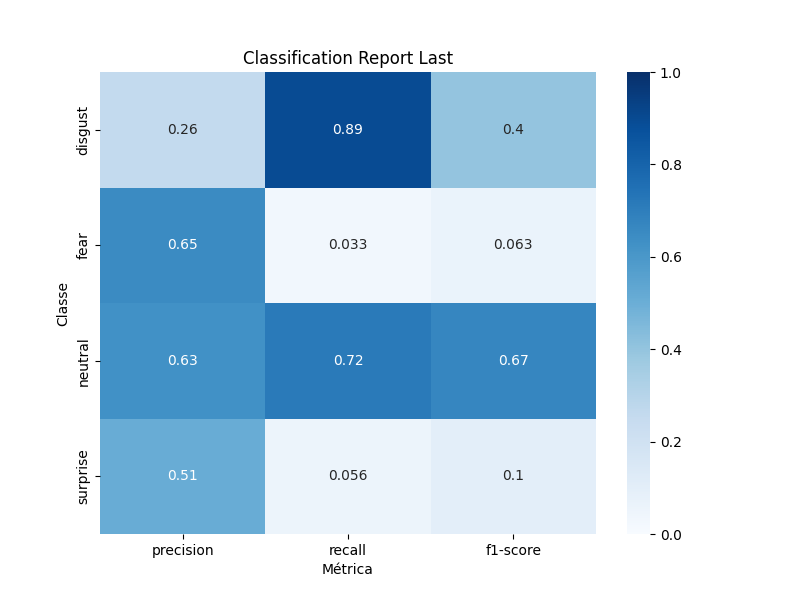 Classification Report Last
disgust 0.26 0.89 0.4
fear 0.65 0.033 0.063
neutral 0.63 0.72 0.67
surprise 0.51 0.056 0.1
Classe
precision recall f1-score
Métrica
1.0
0.8
0.6
0.4
0.2
0.0